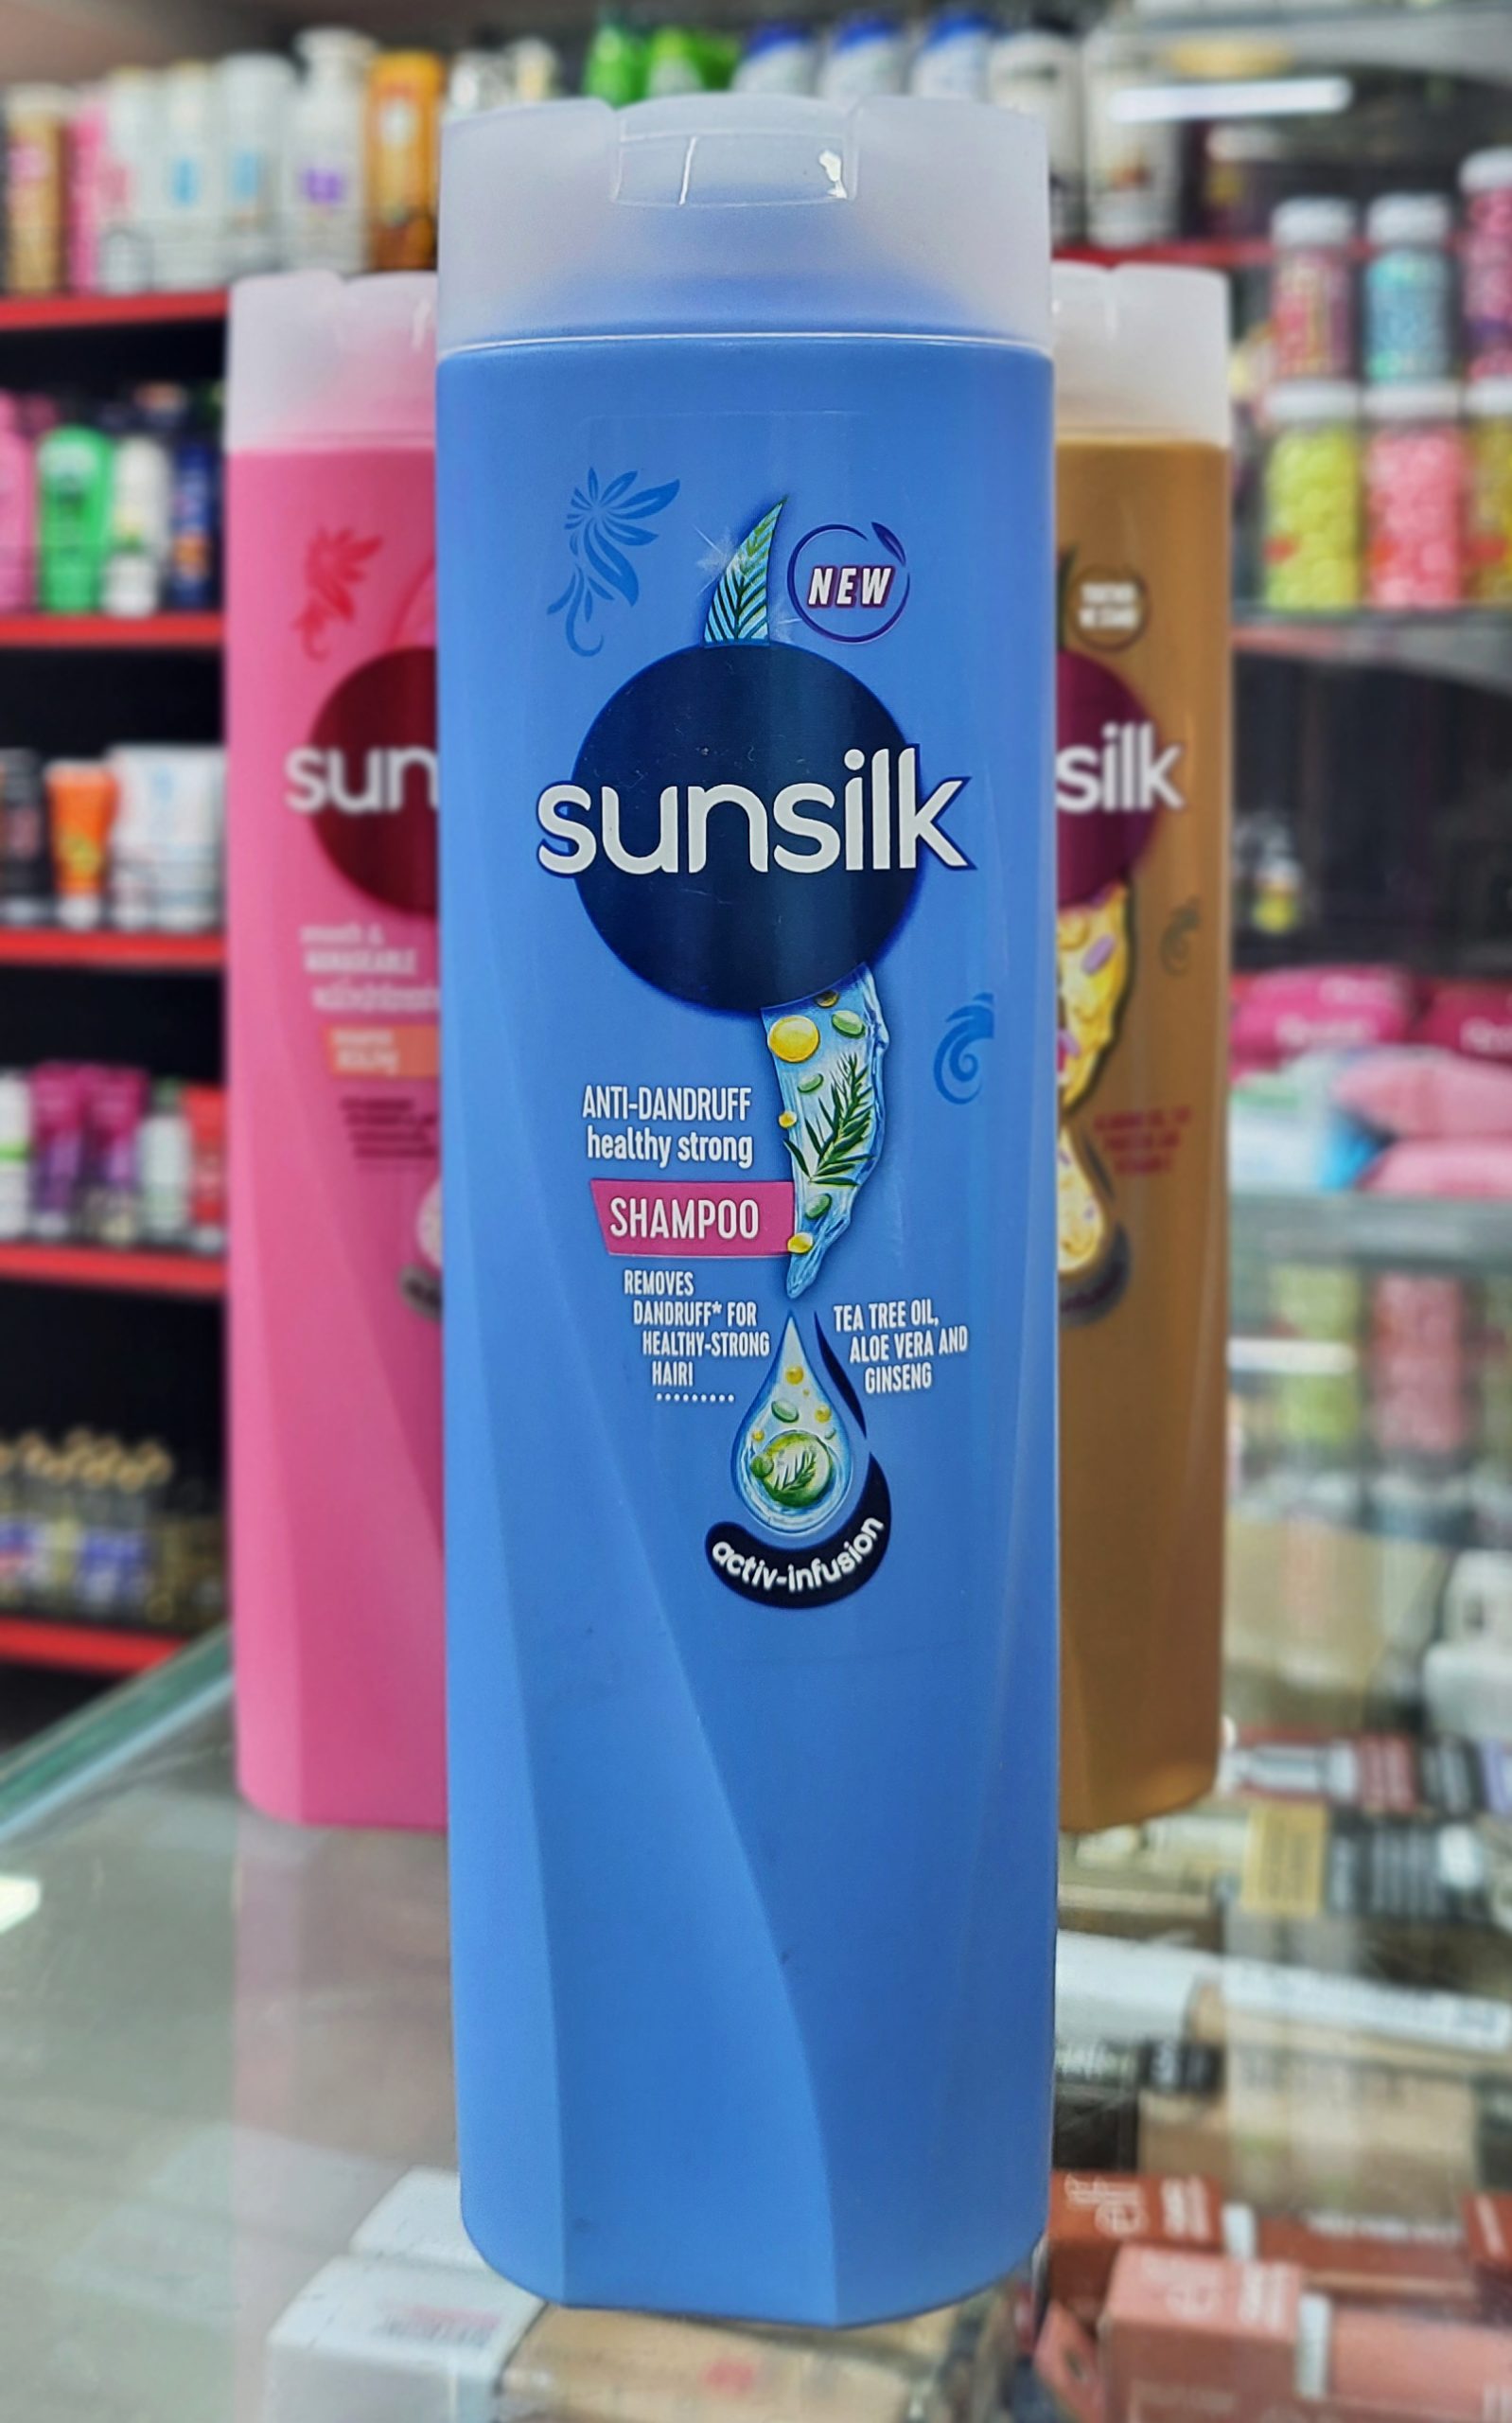 NEW
sunsilk
ANTI-DANDRUFF
healthy strong
SHAMPOO
REMOVES
DANDRUFF* FOR
HEALTHY-STRONG
HAIR!
TEA TREE OIL,
ALOE VERA AND
GINSENG
activ-infusion
sun
silk